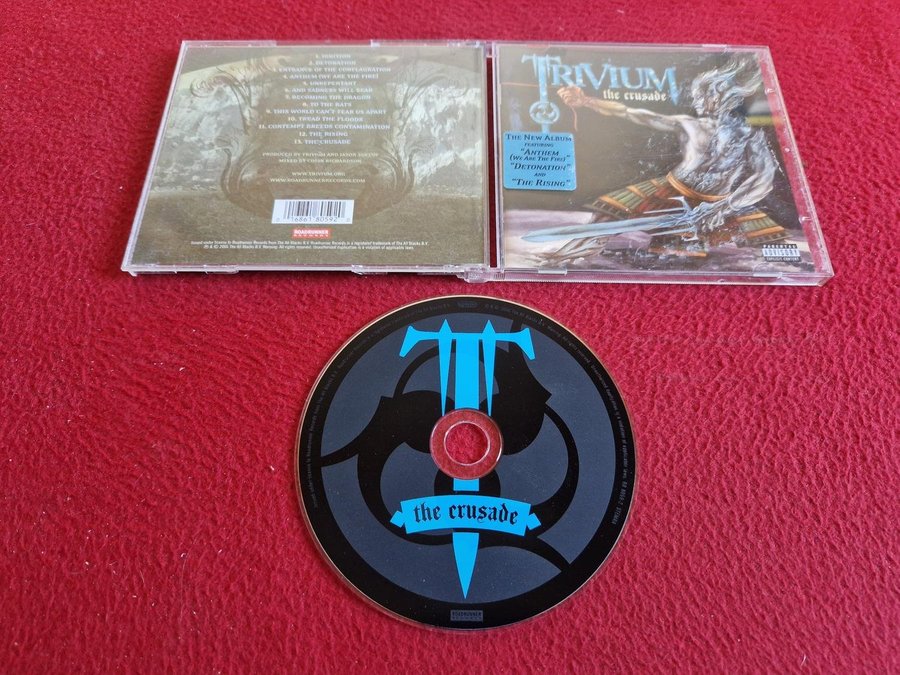 1. IGNITION
2. DETONATION
3. ENTRANCE OF THE CONFLAGRATION
4. ANTHEM (WE ARE THE FIRE)
5. UNREPENTANT
6. AND SADNESS WILL SEAR
7. BECOMING THE DRAGON
8. TO THE RATS
9. THIS WORLD CAN'T TEAR US APART
10. TREAD THE FLOODS
11. CONTEMPT BREEDS CONTAMINATION
12. THE RISING
13. THE CRUSADE
PRODUCED BY TRIVIUM AND JASON SUECOF
MIXED BY COLIN RICHARDSON
WWW.TRIVIUM.ORG
WWW.ROADRUNNERRECORDS.COM
0 16861 80592 0
ROADRUNNER
RECORDS
TRIVIUM
the crusade
THE NEW ALBUM
FEATURING
"ANTHEM
(WE ARE THE FIRE)"
"DETONATION"
AND
"THE RISING"
PARENTAL
ADVISORY
EXPLICIT CONTENT
the crusade
ROADRUNNER
RECORDS